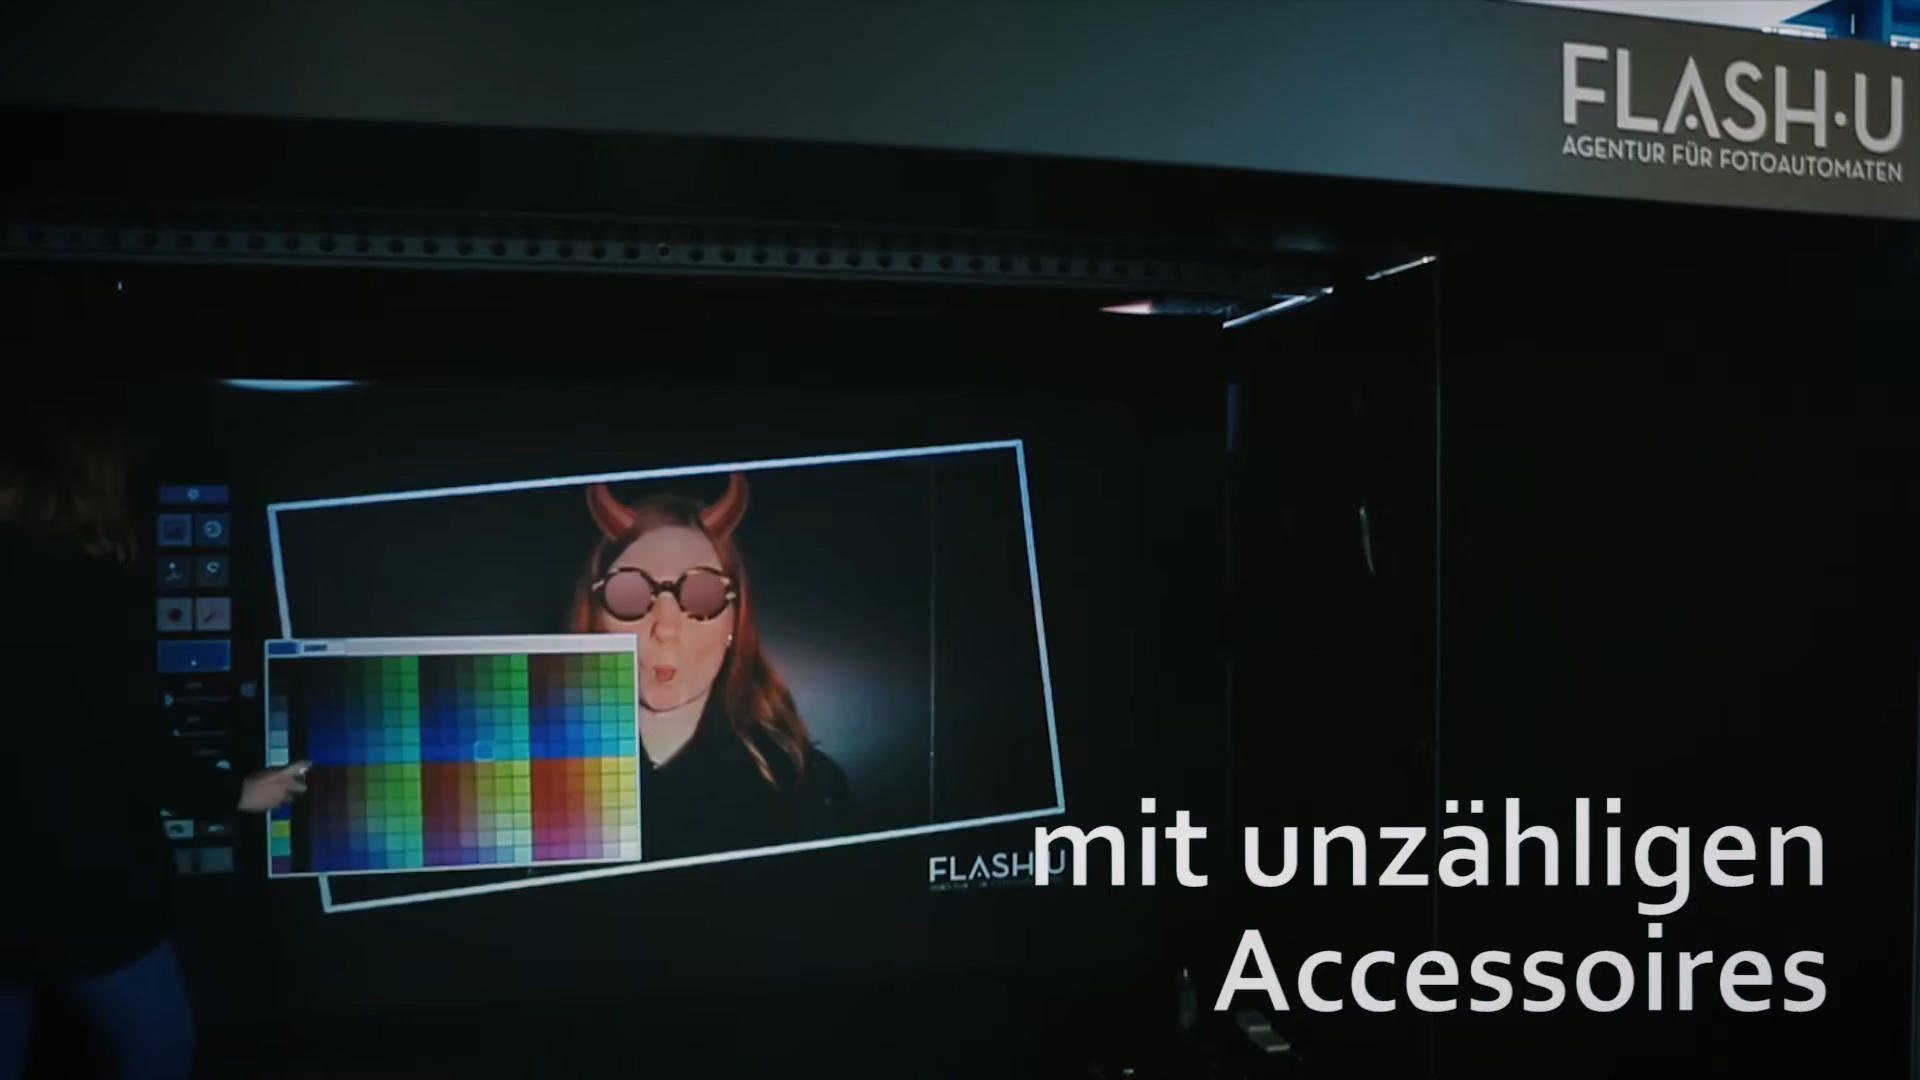 FLASH·U
AGENTUR FÜR FOTOAUTOMATEN
FLASH·U
mit unzähligen
Accessoires